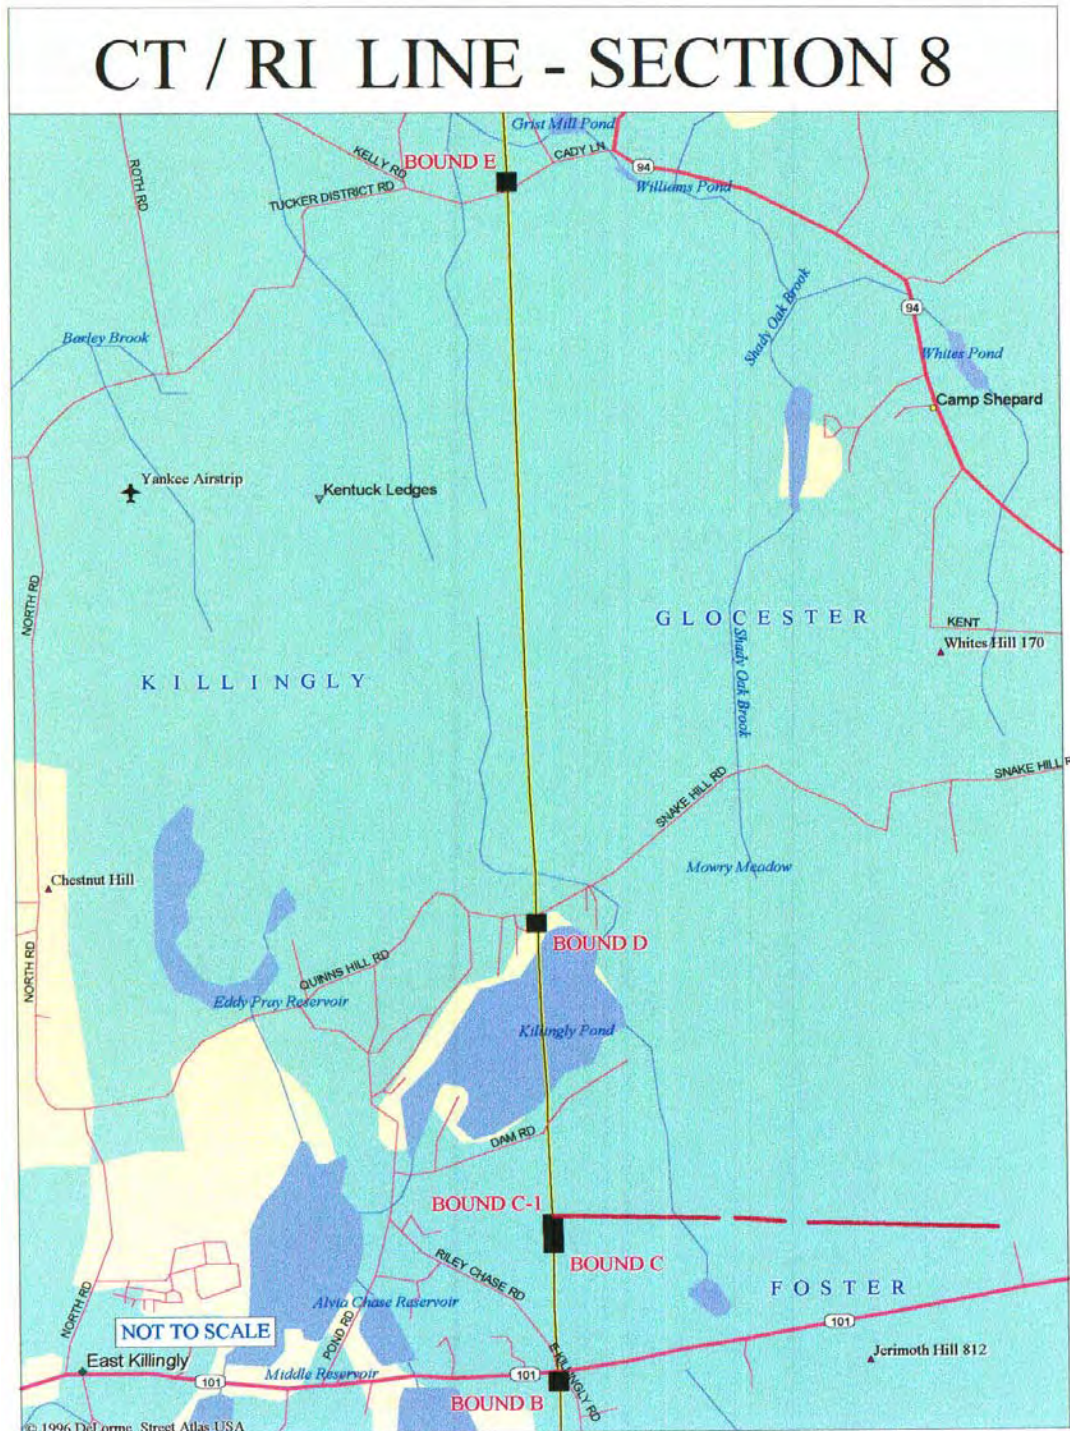 CT / RI LINE - SECTION 8
Grist Mill Pond
CADY LN
KELLY RD
BOUND E
94
ROTH RD
TUCKER DISTRICT RD
Williams Pond
Shady Oak Brook
94
Barley Brook
Whites Pond
Camp Shepard
Yankee Airstrip
Kentuck Ledges
NORTH RD
GLOCESTER
KENT
Whites Hill 170
Shady Oak Brook
KILLINGLY
SNAKE HILL R
SNAKE HILL RD
Mowry Meadow
Chestnut Hill
BOUND D
NORTH RD
QUINNS HILL RD
Eddy Pray Reservoir
Killingly Pond
DAM RD
BOUND C-1
BOUND C
RILEY CHASE RD
FOSTER
NORTH RD
Alvia Chase Reservoir
101
NOT TO SCALE
POND RD
E KILLINGLY RD
Jerimoth Hill 812
East Killingly
Middle Reservoir
101
101
BOUND B
© 1996 DeLorme Street Atlas USA